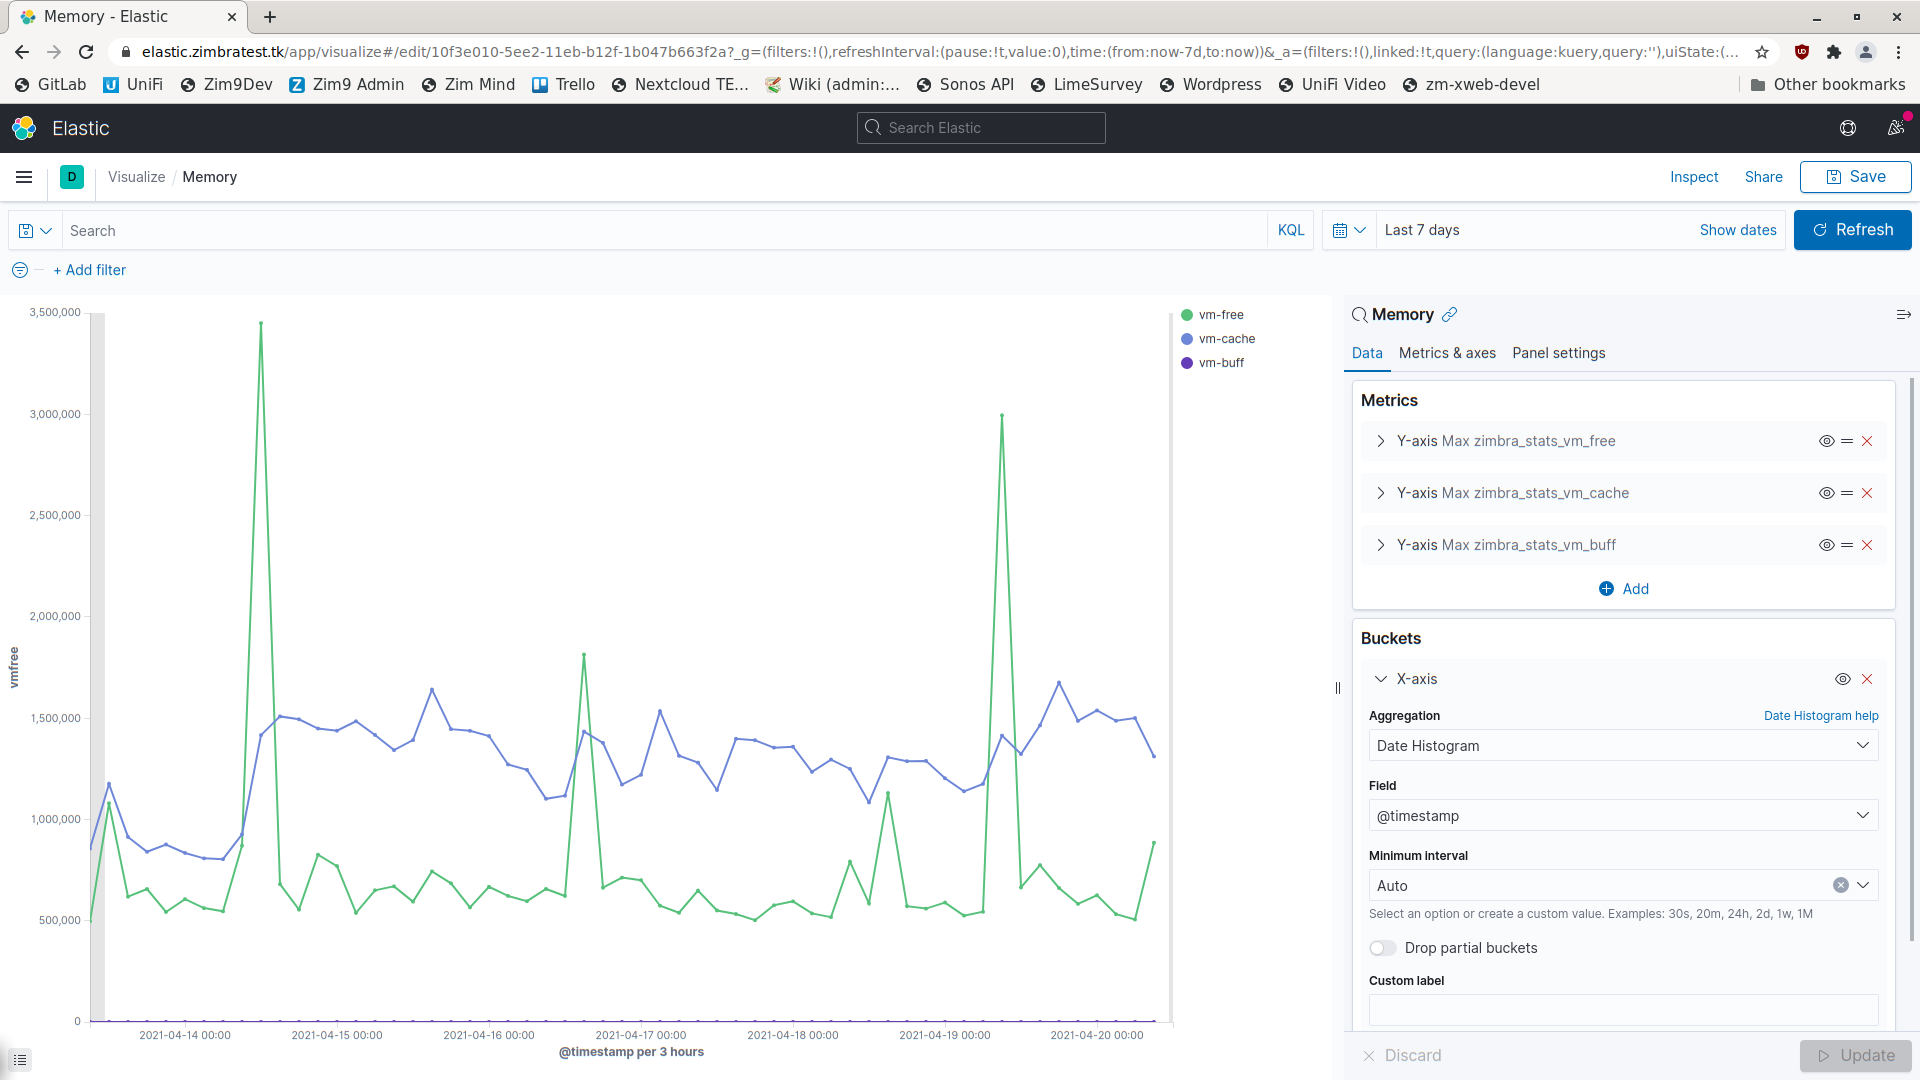 Memory - Elastic
elastic.zimbratest.tk/app/visualize#/edit/10f3e010-5ee2-11eb-b12f-1b047b663f2a?_g=(filters:!(),refreshInterval:(pause:!t,value:0),time:(from:now-7d,to:now))&_a=(filters:!(),linked:!t,query:(language:kuery,query:''),uiState:(...
GitLab UniFi Zim9Dev Zim9 Admin Zim Mind Trello Nextcloud TE... Wiki (admin:... Sonos API LimeSurvey Wordpress UniFi Video zm-xweb-devel Other bookmarks
Elastic
Search Elastic
D Visualize / Memory
Inspect Share Save
Search KQL Last 7 days Show dates Refresh
+ Add filter
3,500,000
3,000,000
2,500,000
2,000,000
1,500,000
1,000,000
500,000
0
vmfree
2021-04-14 00:00 2021-04-15 00:00 2021-04-16 00:00 2021-04-17 00:00 2021-04-18 00:00 2021-04-19 00:00 2021-04-20 00:00
@timestamp per 3 hours
vm-free
vm-cache
vm-buff
Memory
Data Metrics & axes Panel settings
Metrics
Y-axis Max zimbra_stats_vm_free
Y-axis Max zimbra_stats_vm_cache
Y-axis Max zimbra_stats_vm_buff
Add
Buckets
X-axis
Aggregation Date Histogram help
Date Histogram
Field
@timestamp
Minimum interval
Auto
Select an option or create a custom value. Examples: 30s, 20m, 24h, 2d, 1w, 1M
Drop partial buckets
Custom label
Discard Update